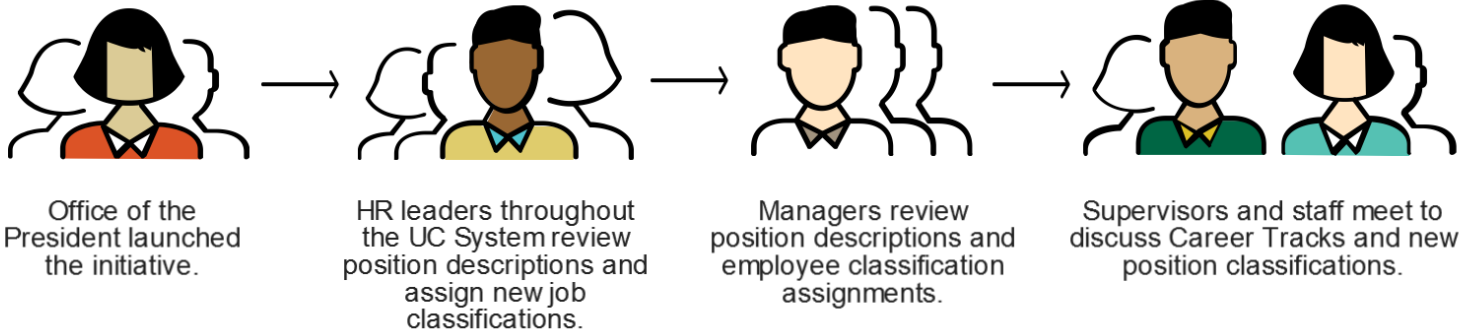 Office of the
President launched
the initiative.
HR leaders throughout
the UC System review
position descriptions and
assign new job
classifications.
Managers review
position descriptions and
employee classification
assignments.
Supervisors and staff meet to
discuss Career Tracks and new
position classifications.